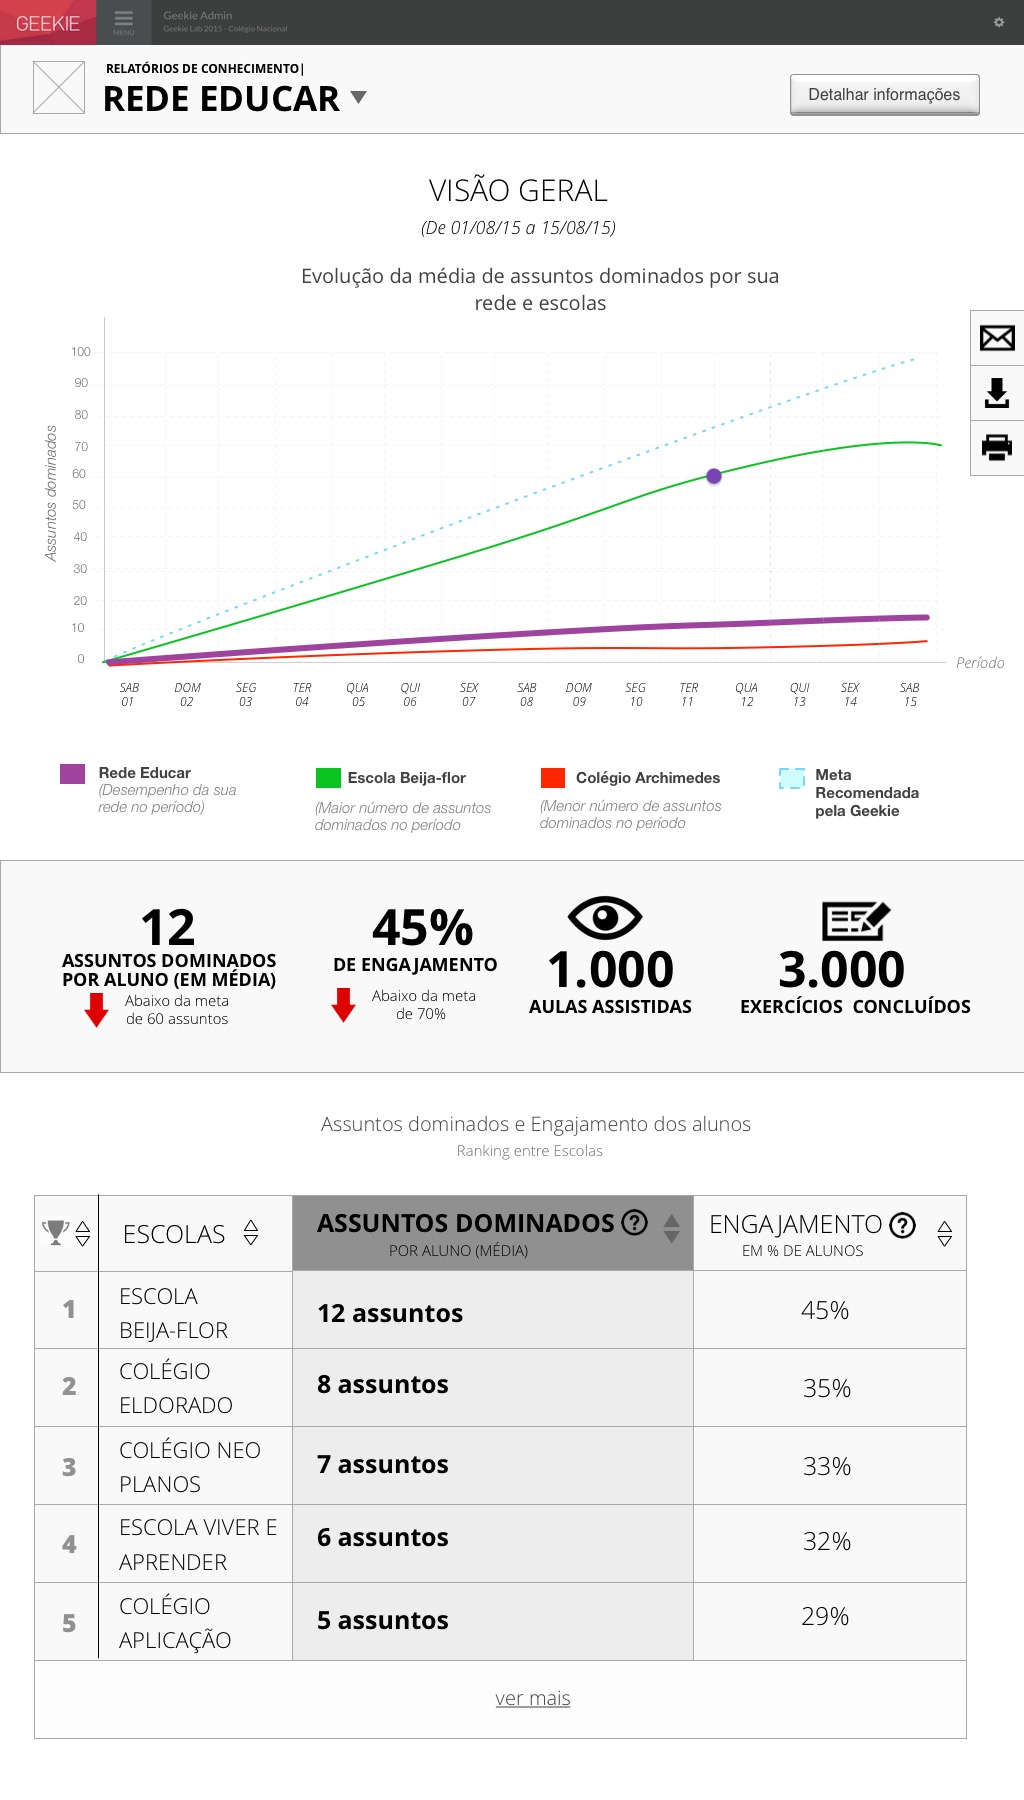 GEEKIE
MENU
Geekie Admin
Geekie Lab 2015 - Colégio Nacional
RELATÓRIOS DE CONHECIMENTO|
REDE EDUCAR
Detalhar informações
VISÃO GERAL
(De 01/08/15 a 15/08/15)
Evolução da média de assuntos dominados por sua
rede e escolas
Assuntos dominados
100
90
80
70
60
50
40
30
20
10
0
Período
SAB DOM SEG TER QUA QUI SEX SAB DOM SEG TER QUA QUI SEX SAB
01 02 03 04 05 06 07 08 09 10 11 12 13 14 15
Rede Educar
(Desempenho da sua
rede no período)
Escola Beija-flor
(Maior número de assuntos
dominados no período
Colégio Archimedes
(Menor número de assuntos
dominados no período
Meta
Recomendada
pela Geekie
12
ASSUNTOS DOMINADOS
POR ALUNO (EM MÉDIA)
Abaixo da meta
de 60 assuntos
45%
DE ENGAJAMENTO
Abaixo da meta
de 70%
1.000
AULAS ASSISTIDAS
3.000
EXERCÍCIOS CONCLUÍDOS
Assuntos dominados e Engajamento dos alunos
Ranking entre Escolas
ESCOLAS
ASSUNTOS DOMINADOS ?
POR ALUNO (MÉDIA)
ENGAJAMENTO ?
EM % DE ALUNOS
1
ESCOLA
BEIJA-FLOR
12 assuntos
45%
2
COLÉGIO
ELDORADO
8 assuntos
35%
3
COLÉGIO NEO
PLANOS
7 assuntos
33%
4
ESCOLA VIVER E
APRENDER
6 assuntos
32%
5
COLÉGIO
APLICAÇÃO
5 assuntos
29%
ver mais